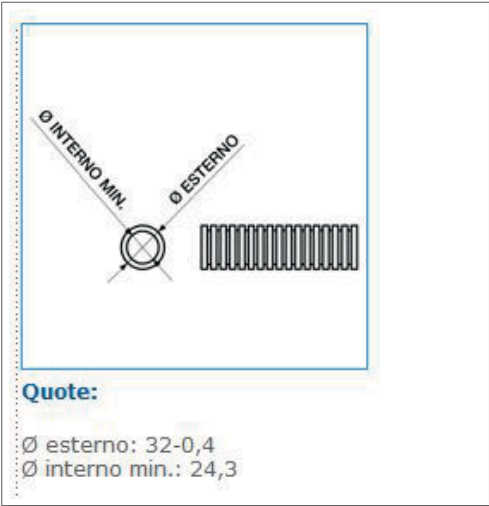 Ø INTERNO MIN.
Ø ESTERNO
Quote:
Ø esterno: 32-0,4
Ø interno min.: 24,3